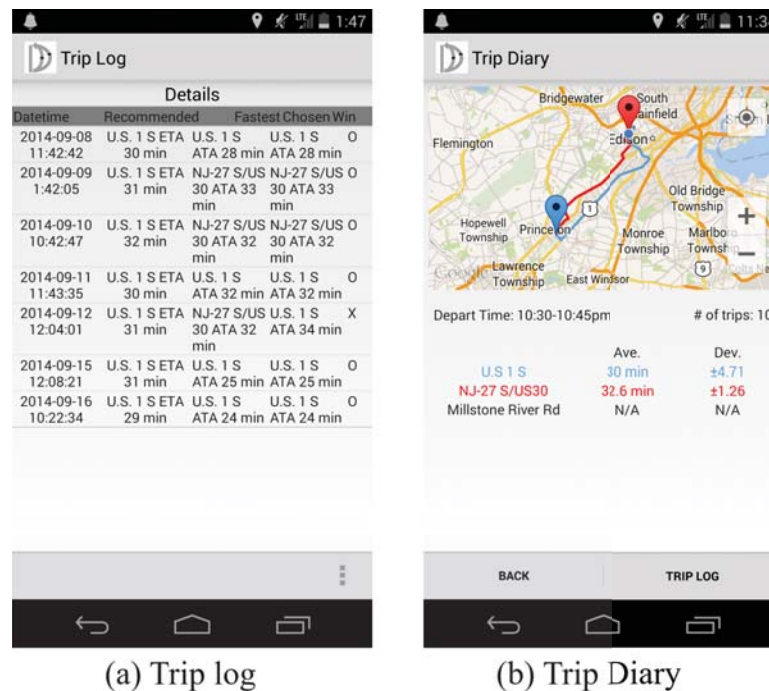 LTE 1:47
Trip Log
Details
Datetime Recommended Fastest Chosen Win
2014-09-08 U.S. 1 S ETA U.S. 1 S U.S. 1 S O
11:42:42 30 min ATA 28 min ATA 28 min
2014-09-09 U.S. 1 S ETA NJ-27 S/US NJ-27 S/US O
1:42:05 31 min 30 ATA 33 30 ATA 33
min min
2014-09-10 U.S. 1 S ETA NJ-27 S/US NJ-27 S/US O
10:42:47 32 min 30 ATA 32 30 ATA 32
min min
2014-09-11 U.S. 1 S ETA U.S. 1 S U.S. 1 S O
11:43:35 30 min ATA 32 min ATA 32 min
2014-09-12 U.S. 1 S ETA NJ-27 S/US U.S. 1 S X
12:04:01 31 min 30 ATA 32 ATA 34 min
min
2014-09-15 U.S. 1 S ETA U.S. 1 S U.S. 1 S O
12:08:21 31 min ATA 25 min ATA 25 min
2014-09-16 U.S. 1 S ETA U.S. 1 S U.S. 1 S O
10:22:34 29 min ATA 24 min ATA 24 min
(a) Trip log
LTE
Trip Diary
Bridgewater South
Edison
Flemington
Old Bridge
Township
1
Hopewell
Township
Princeton
Monroe
Township
Marlboro
Township
Google
Lawrence
Township
East Windsor
9
Depart Time: 10:30-10:45pm # of trips: 10
Ave. Dev.
U.S 1 S 30 min ±4.71
NJ-27 S/US30 32.6 min ±1.26
Millstone River Rd N/A N/A
BACK TRIP LOG
(b) Trip Diary